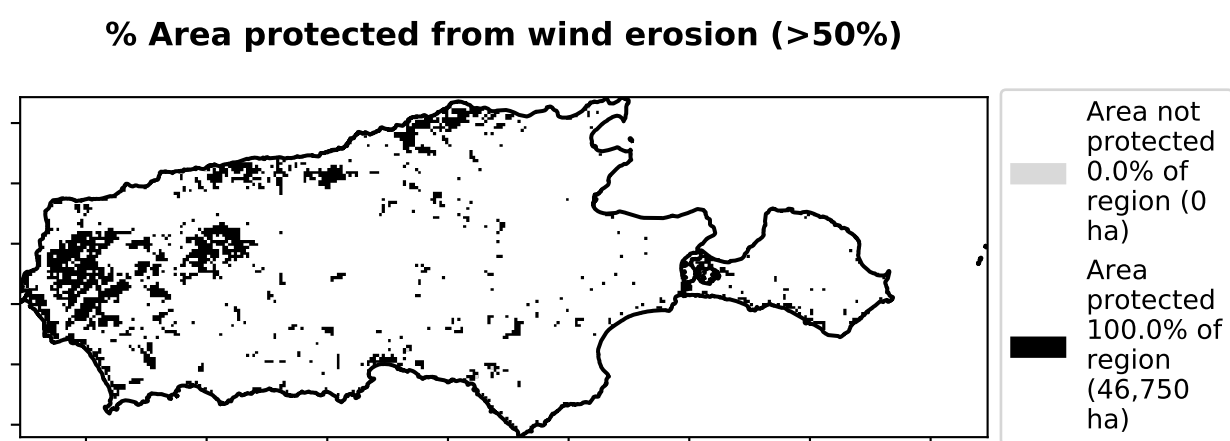 % Area protected from wind erosion (>50%)
Area not
protected
0.0% of
region (0
ha)
Area
protected
100.0% of
region
(46,750
ha)